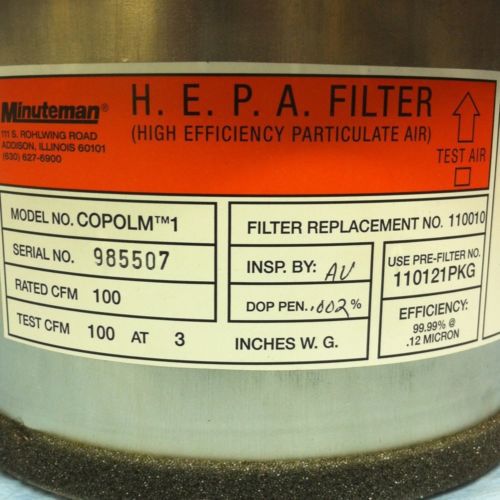 Minuteman®
111 S. ROHLWING ROAD
ADDISON, ILLINOIS 60101
(630) 627-6900
H. E. P. A. FILTER
(HIGH EFFICIENCY PARTICULATE AIR)
TEST AIR
MODEL NO. COPOLM™1
SERIAL NO. 985507
RATED CFM 100
TEST CFM 100 AT 3 INCHES W. G.
FILTER REPLACEMENT NO. 110010
INSP. BY: AV
DOP PEN. .002%
USE PRE-FILTER NO.
110121PKG
EFFICIENCY:
99.99% @
.12 MICRON